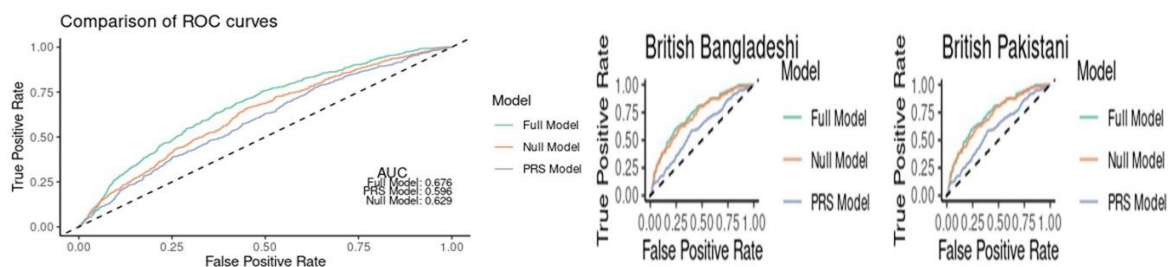 Comparison of ROC curves
True Positive Rate
1.00
0.75
0.50
0.25
0.00
0.00 0.25 0.50 0.75 1.00
False Positive Rate
AUC
Full Model: 0.676
PRS Model: 0.596
Null Model: 0.629
Model
Full Model
Null Model
PRS Model
British Bangladeshi
True Positive Rate
1.00
0.75
0.50
0.25
0.00
0.00 0.25 0.50 0.75 1.00
False Positive Rate
Model
Full Model
Null Model
PRS Model
British Pakistani
True Positive Rate
1.00
0.75
0.50
0.25
0.00
0.00 0.25 0.50 0.75 1.00
False Positive Rate
Model
Full Model
Null Model
PRS Model